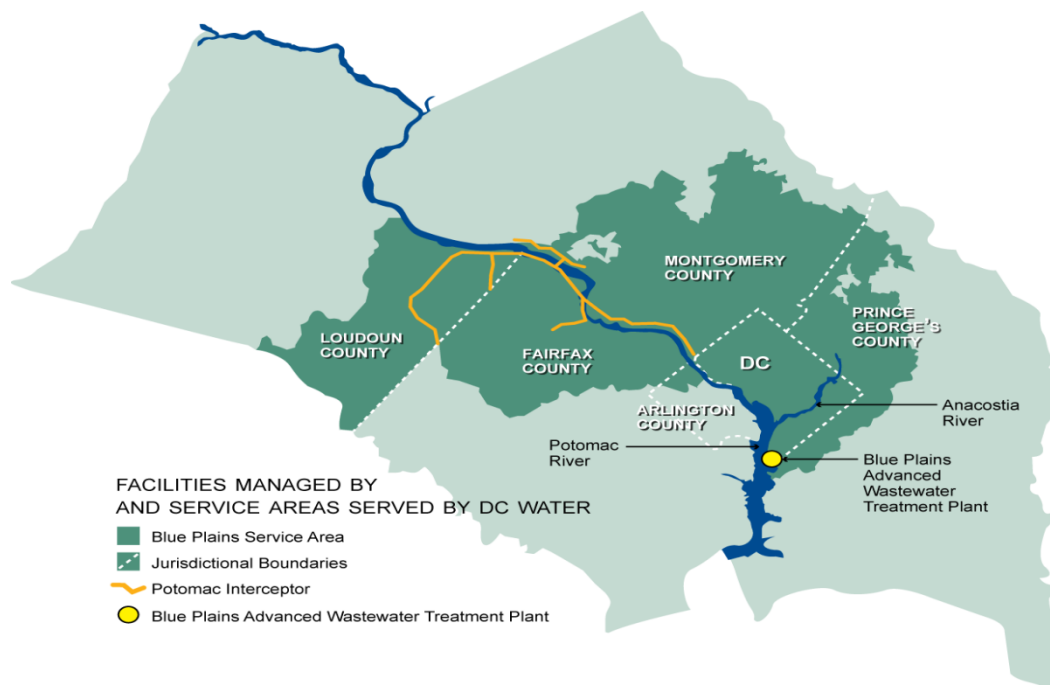 MONTGOMERY
COUNTY
PRINCE
GEORGE'S
COUNTY
LOUDOUN
COUNTY
FAIRFAX
COUNTY
DC
ARLINGTON
COUNTY
Anacostia
River
Potomac
River
Blue Plains
Advanced
Wastewater
Treatment Plant
FACILITIES MANAGED BY
AND SERVICE AREAS SERVED BY DC WATER
Blue Plains Service Area
Jurisdictional Boundaries
Potomac Interceptor
Blue Plains Advanced Wastewater Treatment Plant